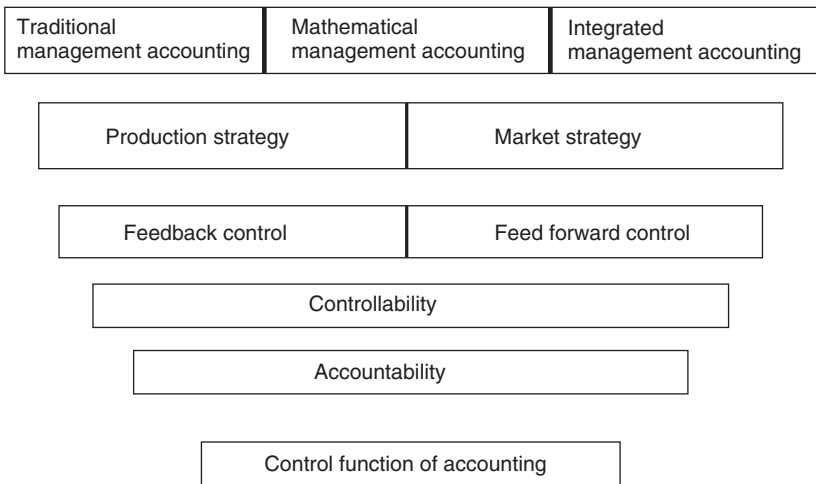 Traditional
management accounting
Mathematical
management accounting
Integrated
management accounting
Production strategy
Market strategy
Feedback control
Feed forward control
Controllability
Accountability
Control function of accounting